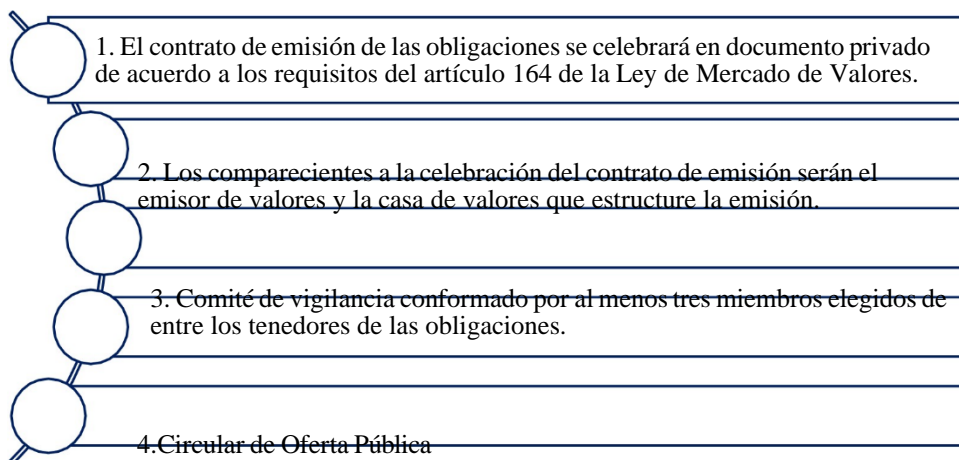 1. El contrato de emisión de las obligaciones se celebrará en documento privado
de acuerdo a los requisitos del artículo 164 de la Ley de Mercado de Valores.
2. Los comparecientes a la celebración del contrato de emisión serán el
emisor de valores y la casa de valores que estructure la emisión.
3. Comité de vigilancia conformado por al menos tres miembros elegidos de
entre los tenedores de las obligaciones.
4.Circular de Oferta Pública